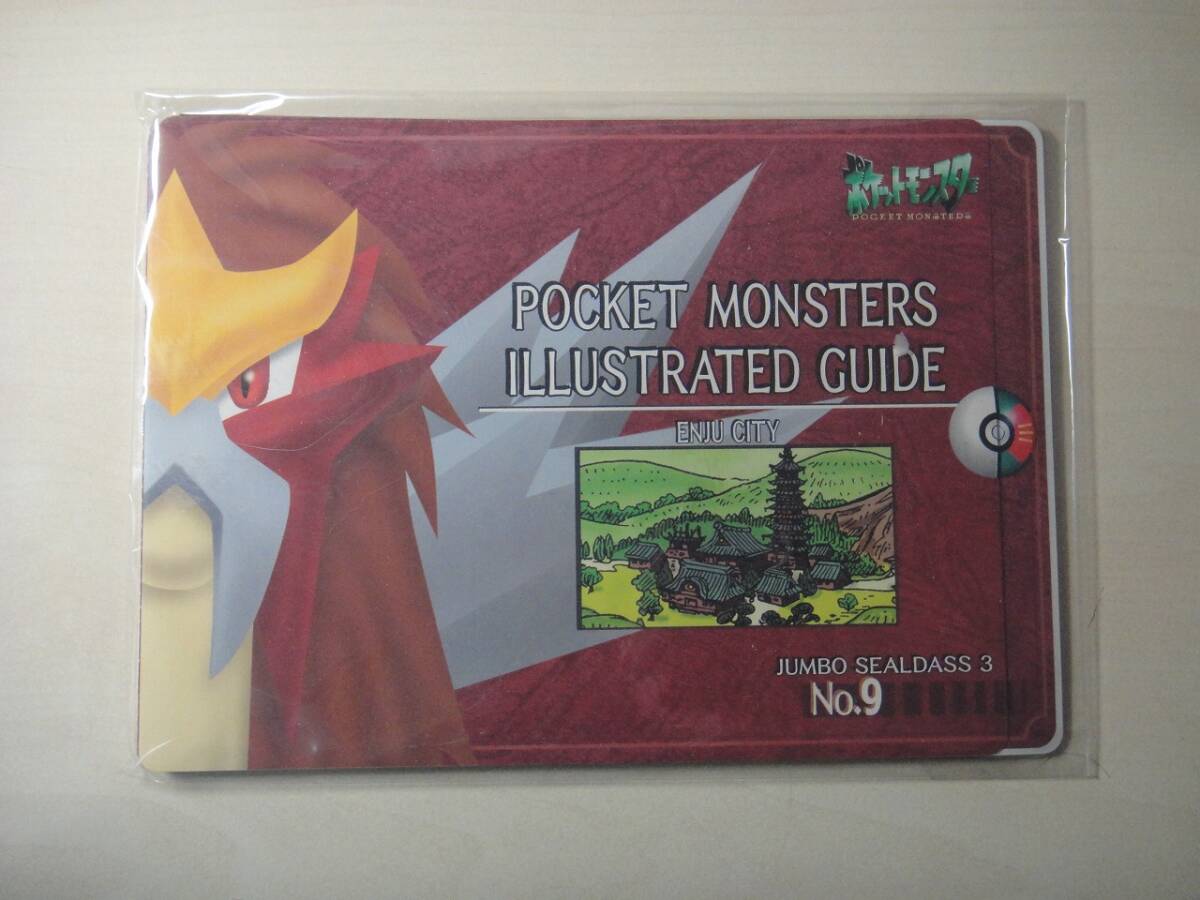 ポケットモンスター
POCKET MONSTERS
POCKET MONSTERS
ILLUSTRATED GUIDE
ENJU CITY
JUMBO SEALDASS 3
No.9